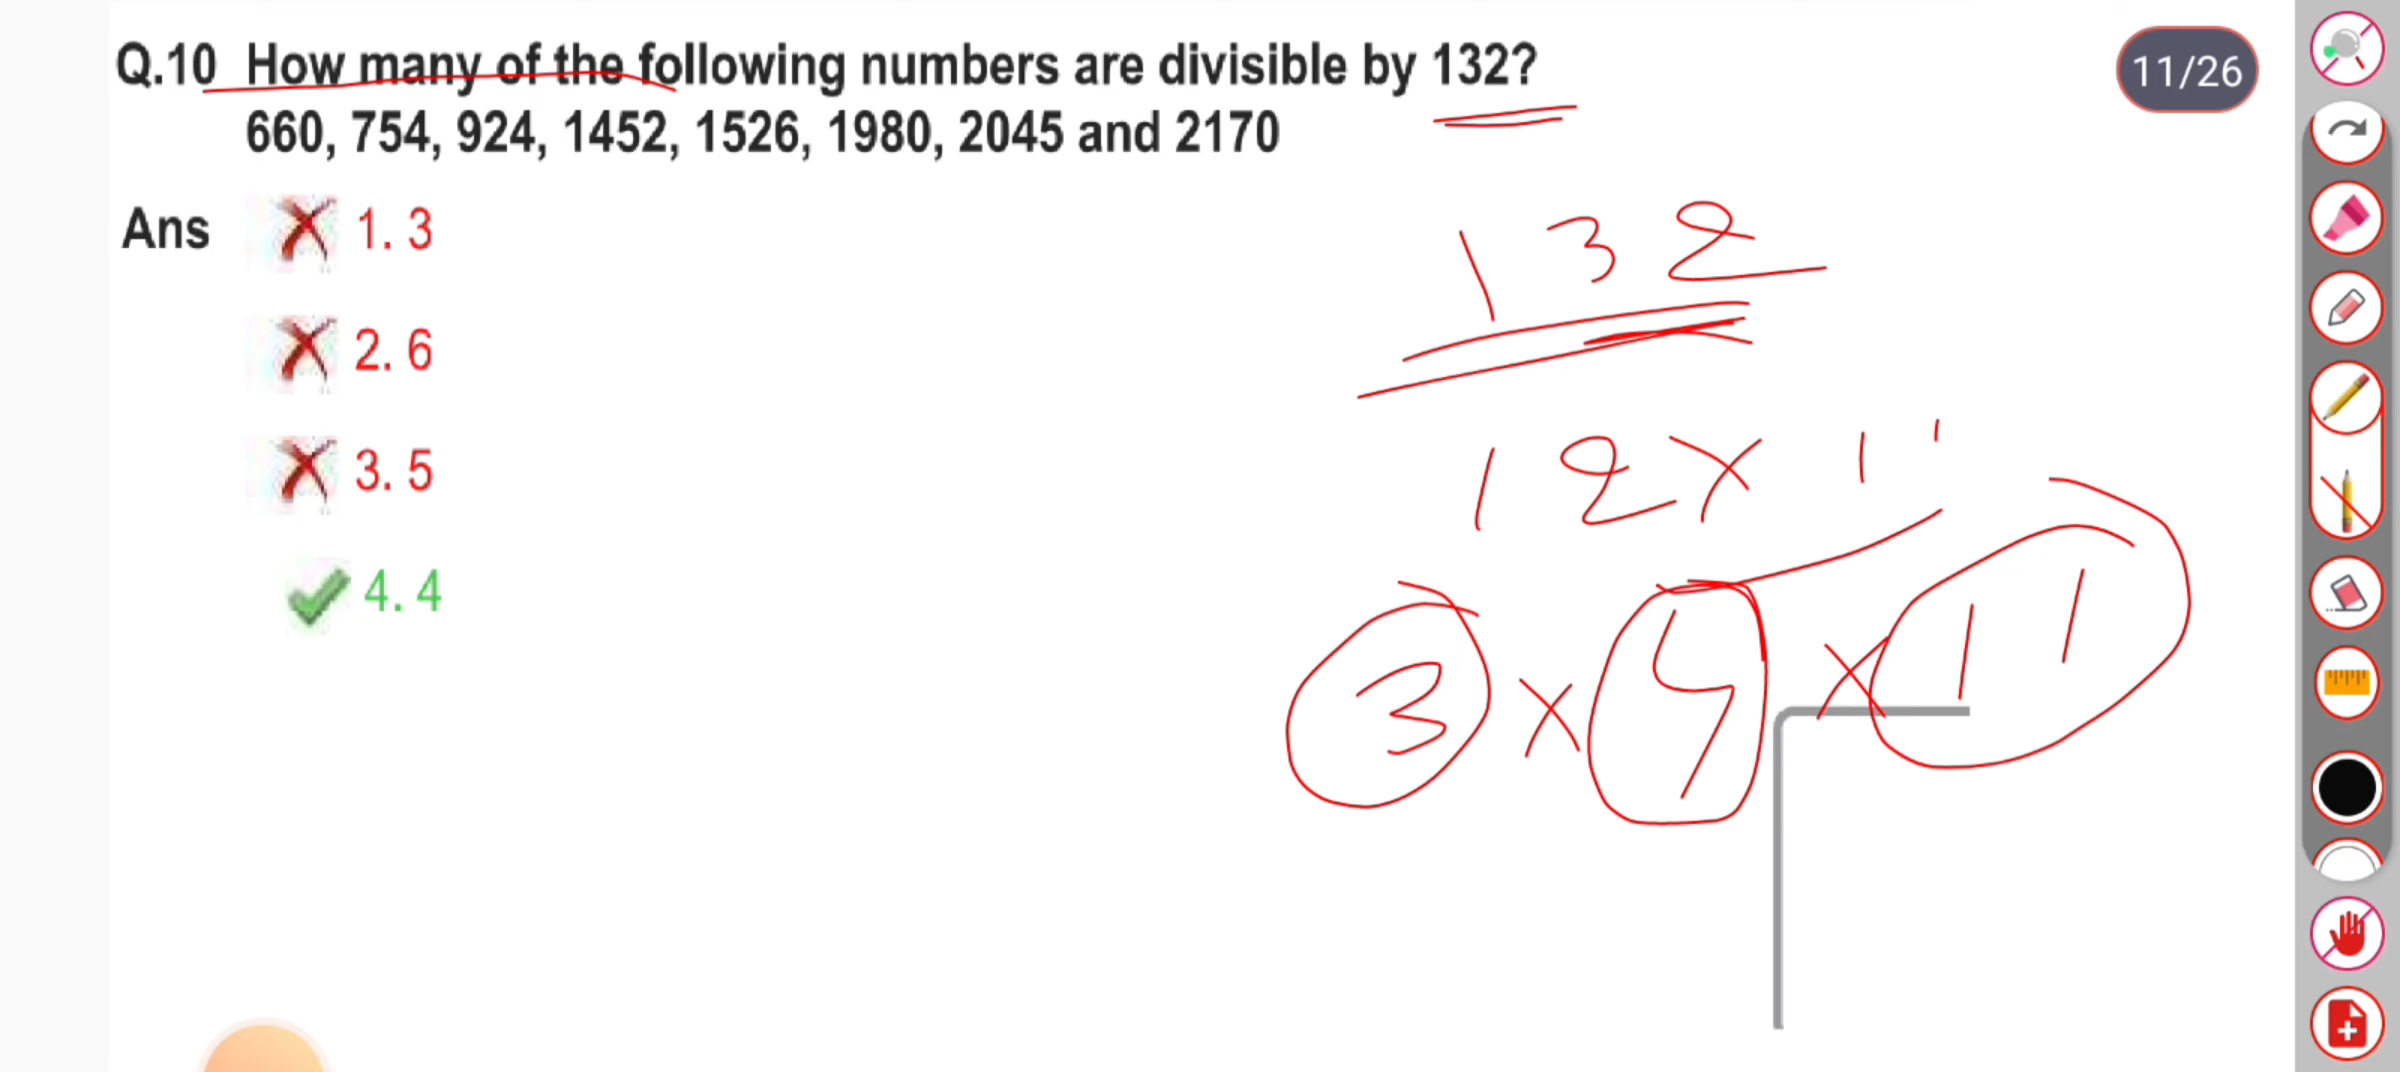 Q.10 How many of the following numbers are divisible by 132?
660, 754, 924, 1452, 1526, 1980, 2045 and 2170
11/26
Ans 1. 3
2. 6
3. 5
4. 4
132
12 x 11
3 x 4 x 11